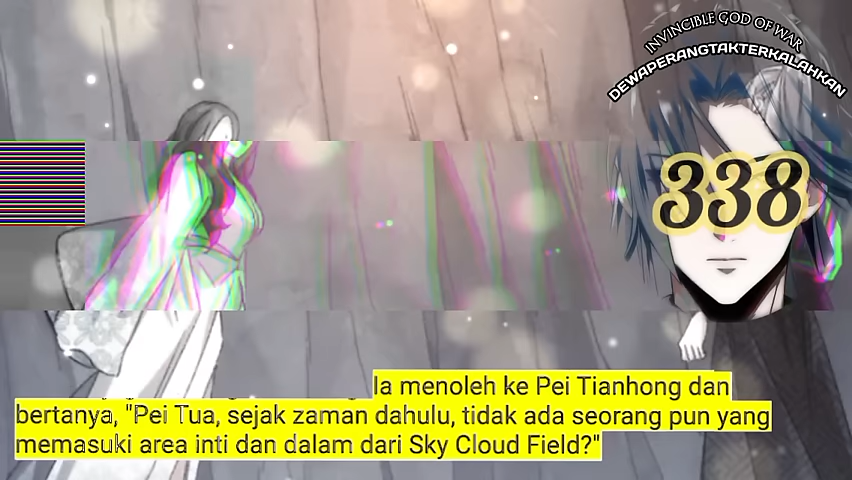 INVINCIBLE GOD OF WAR
DEWAPERANGTAKTERKALAHKAN
338
Ia menoleh ke Pei Tianhong dan
bertanya, "Pei Tua, sejak zaman dahulu, tidak ada seorang pun yang
memasuki area inti dan dalam dari Sky Cloud Field?"